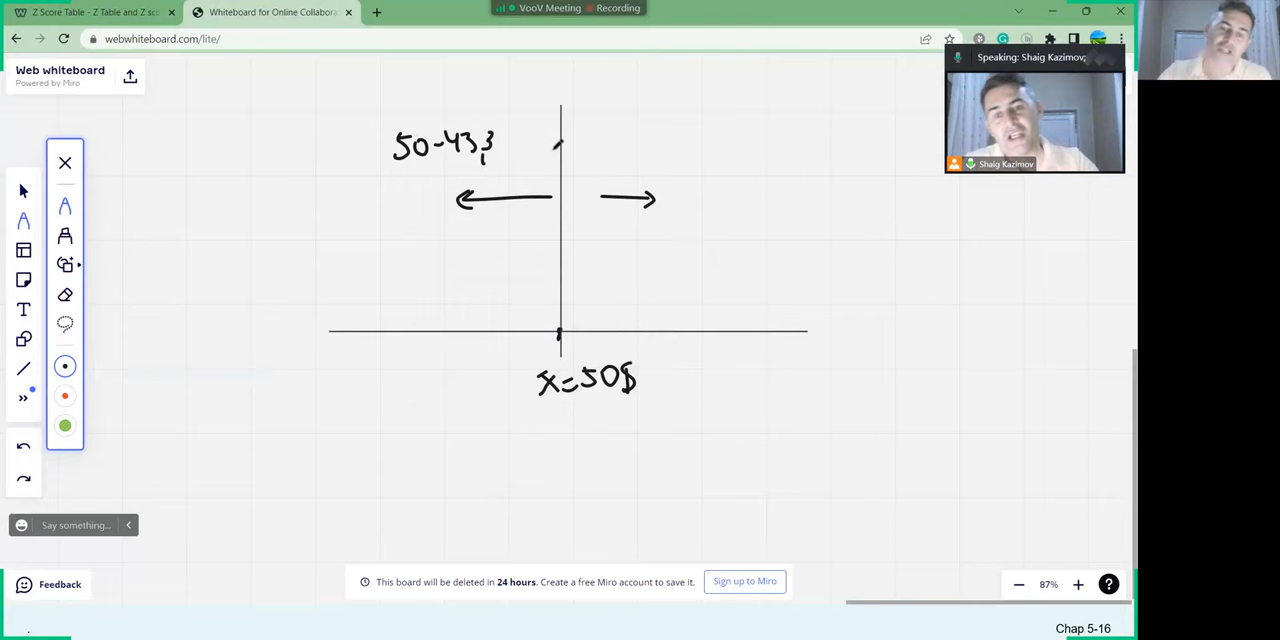 VooV Meeting Recording
Z Score Table - Z Table and Z sco
Whiteboard for Online Collabora
webwhiteboard.com/lite/
Speaking: Shaig Kazimov;
Web whiteboard
Powered by Miro
50-43,3
Shaig Kazimov
x=50$
Say something...
Feedback
This board will be deleted in 24 hours. Create a free Miro account to save it.
Sign up to Miro
87%
Chap 5-16